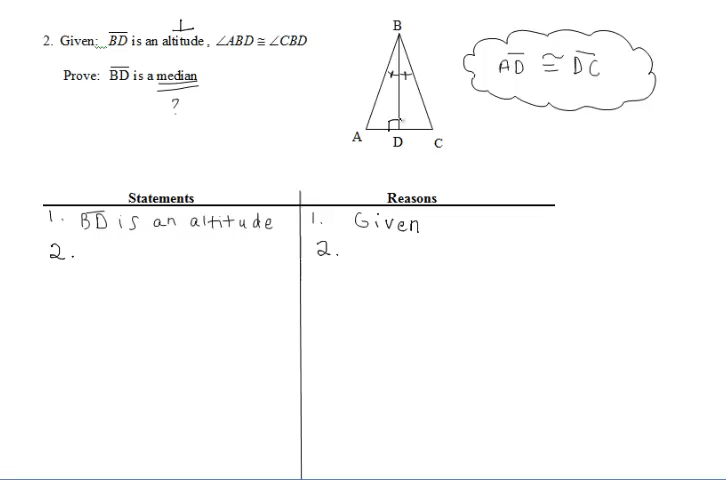 ⊥
2. Given: BD is an altitude, ∠ABD ≅ ∠CBD
Prove: BD is a median
?
B
A D C
AD ≅ DC
Statements Reasons
1. BD is an altitude 1. Given
2. 2.